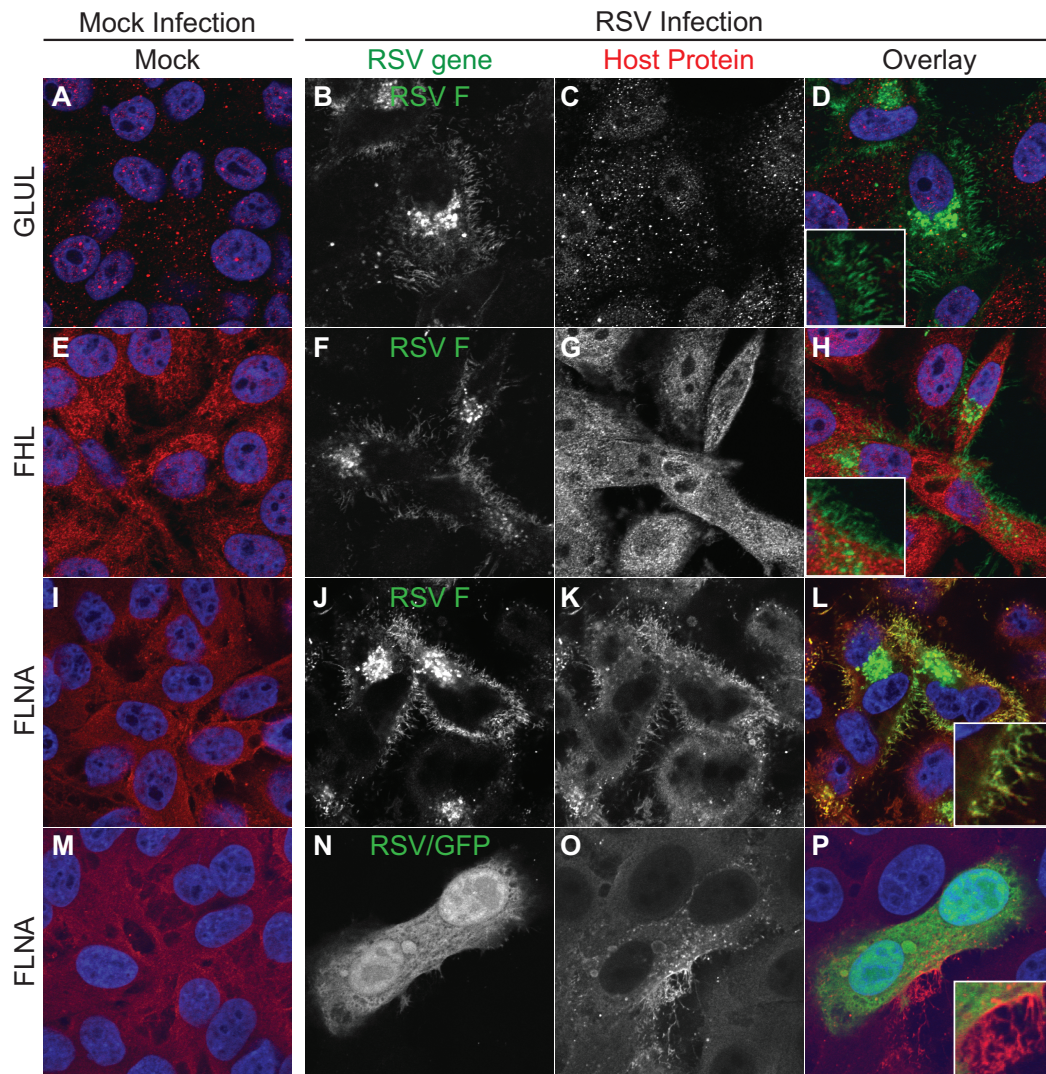 Mock Infection
RSV Infection
Mock
RSV gene
Host Protein
Overlay
GLUL
A
B
RSV F
C
D
FHL
E
F
RSV F
G
H
FLNA
I
J
RSV F
K
L
FLNA
M
N
RSV/GFP
O
P